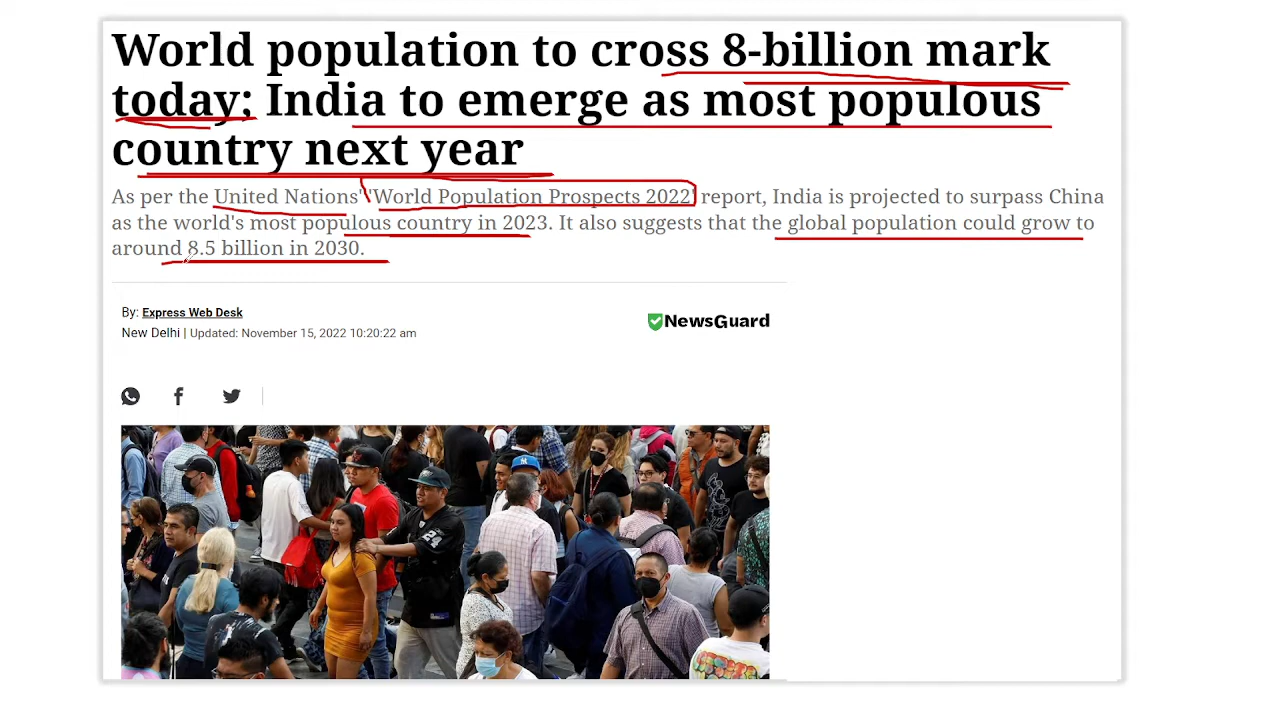 World population to cross 8-billion mark
today; India to emerge as most populous
country next year
As per the United Nations' 'World Population Prospects 2022' report, India is projected to surpass China
as the world's most populous country in 2023. It also suggests that the global population could grow to
around 8.5 billion in 2030.
By: Express Web Desk
NewsGuard
New Delhi | Updated: November 15, 2022 10:20:22 am
24